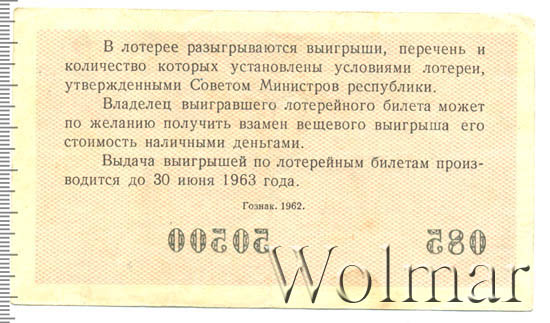 В лотерее разыгрываются выигрыши, перечень и
количество которых установлены условиями лотереи,
утвержденными Советом Министров республики.
Владелец выигравшего лотерейного билета может
по желанию получить взамен вещевого выигрыша его
стоимость наличными деньгами.
Выдача выигрышей по лотерейным билетам произ-
водится до 30 июня 1963 года.
Гознак. 1962.
50500 085
Wolmar